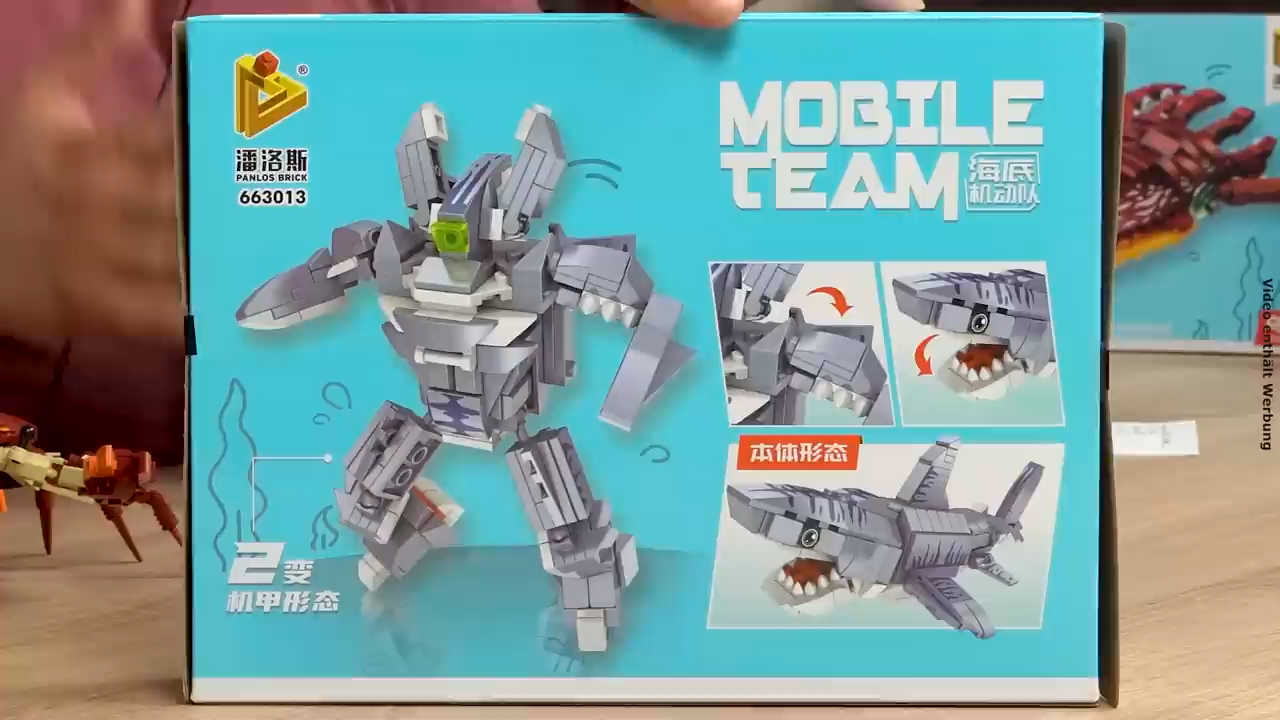 潘洛斯
PANLOS BRICK
663013
®
MOBILE
TEAM
海底
机动队
本体形态
2变
机甲形态
Video enthält Werbung